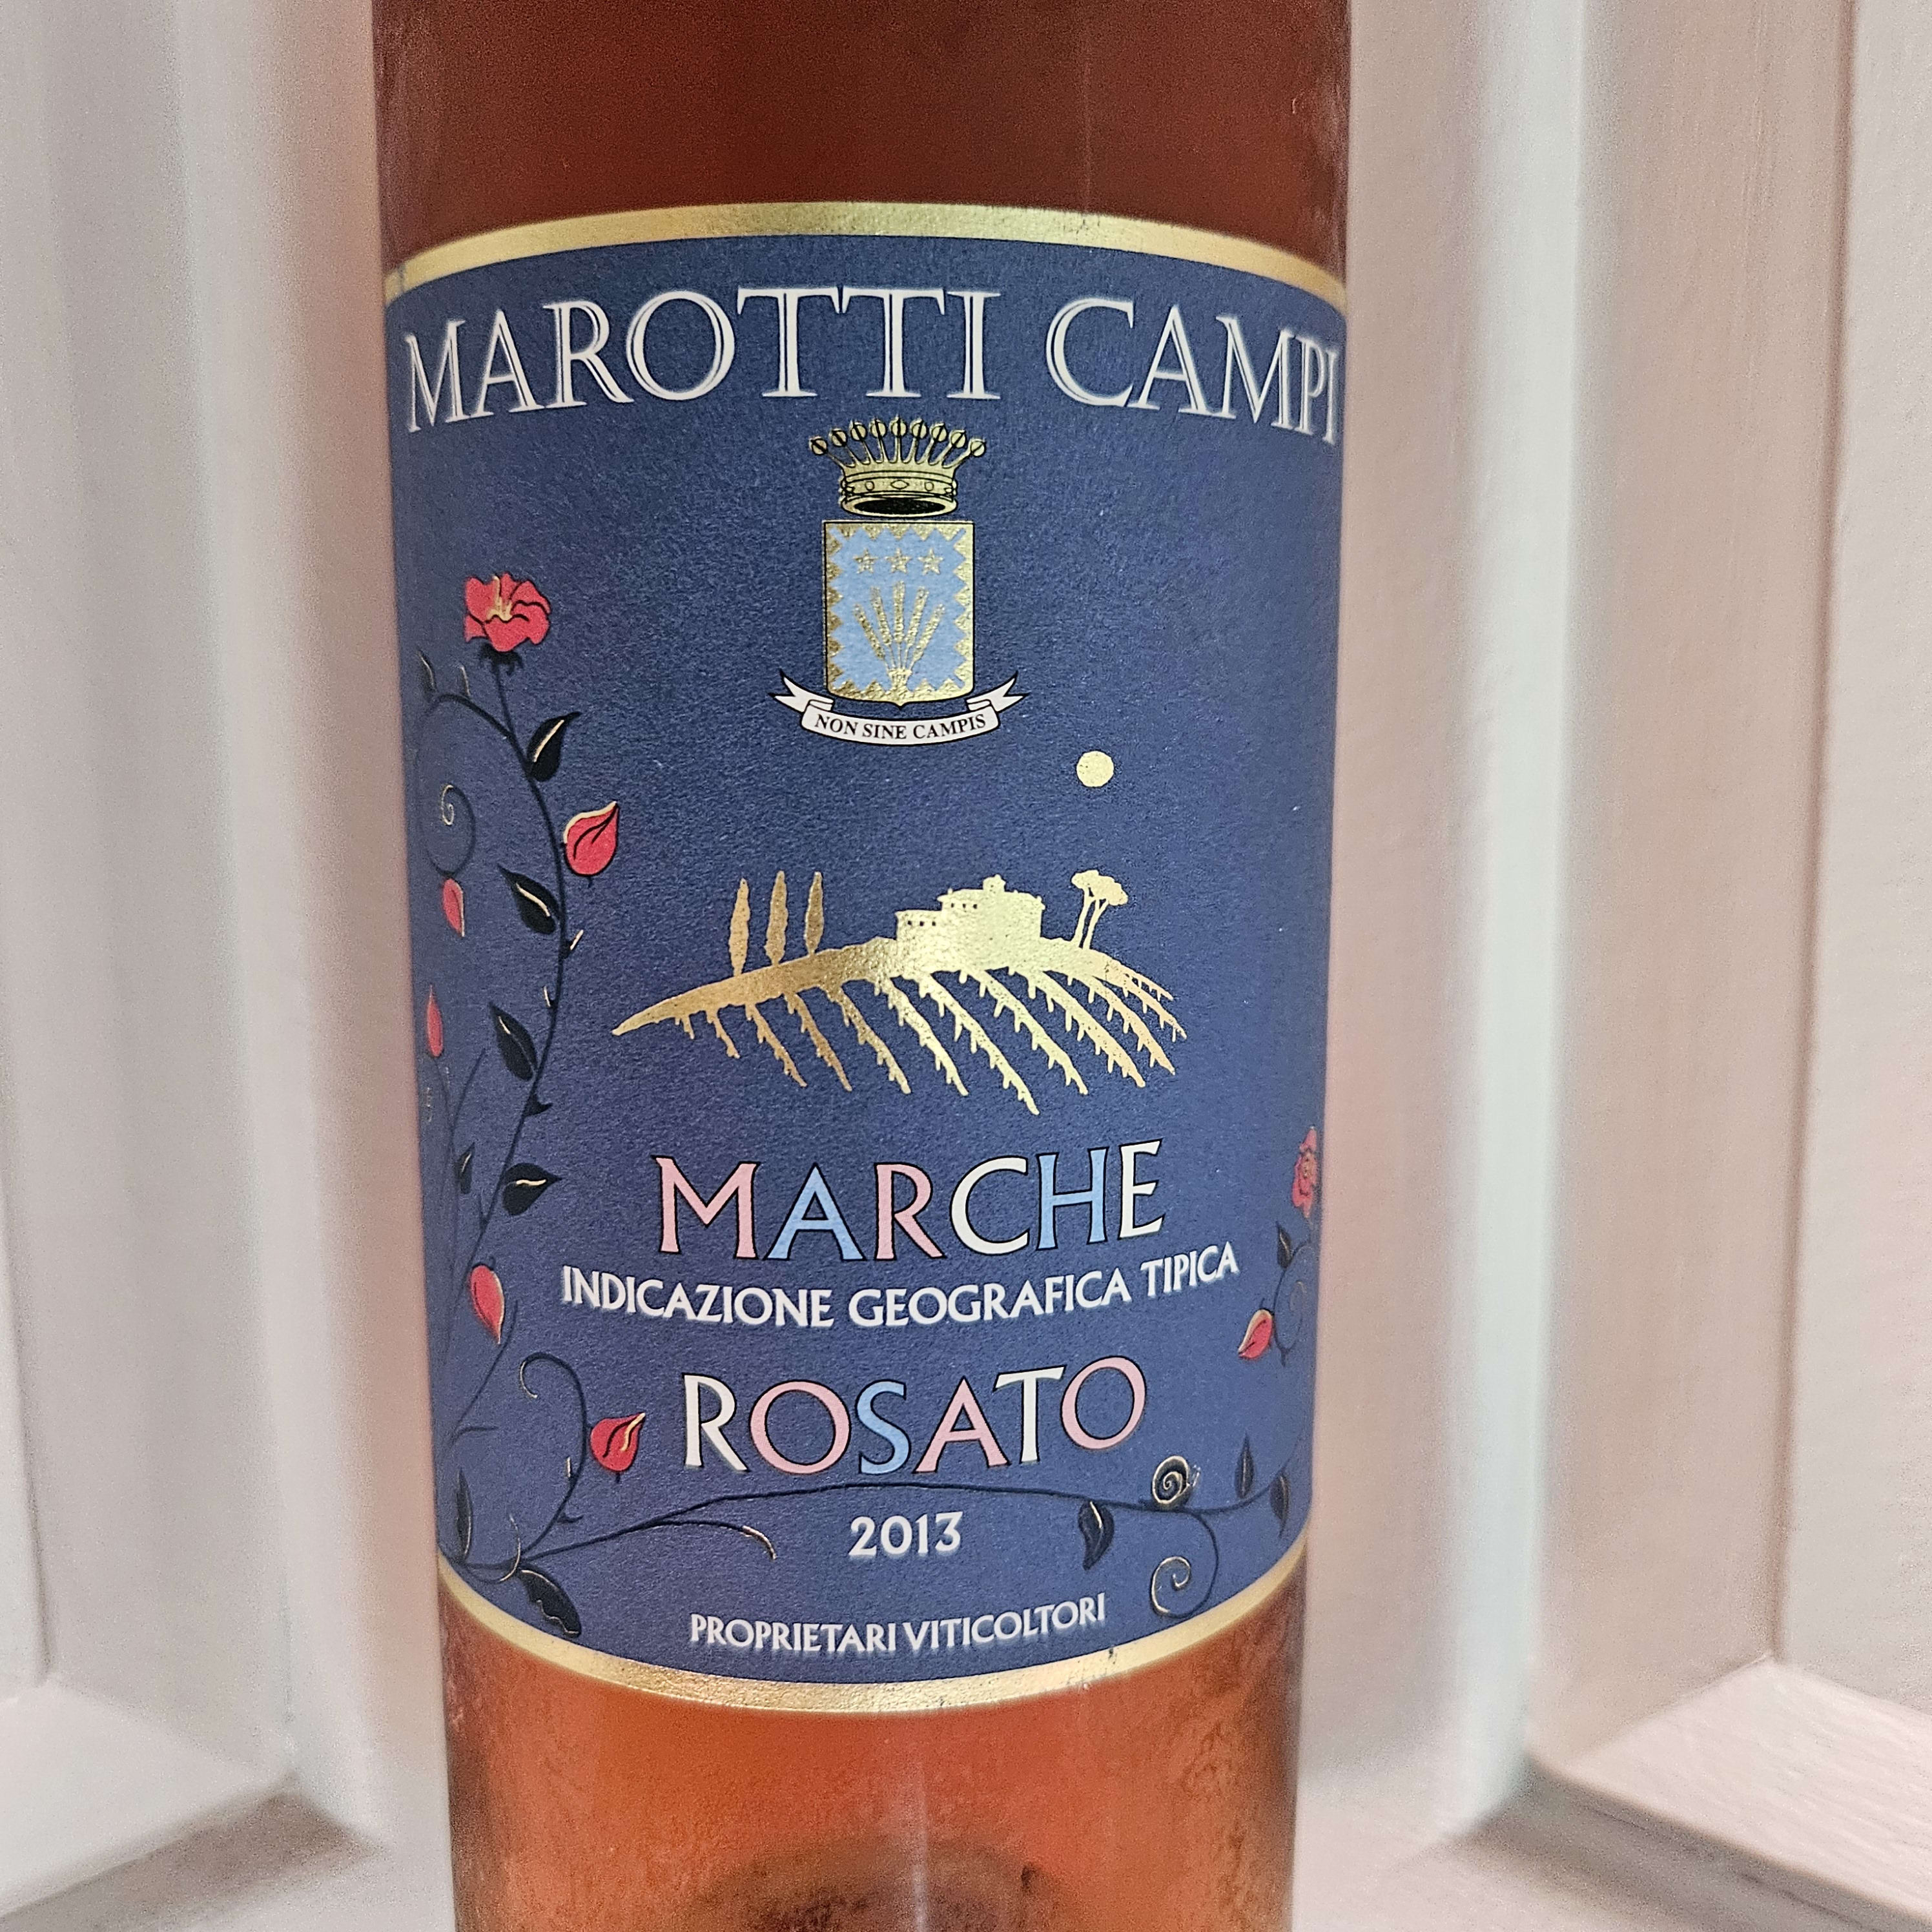 MAROTTI CAMPI
NON SINE CAMPIS
MARCHE
INDICAZIONE GEOGRAFICA TIPICA
ROSATO
2013
PROPRIETARI VITICOLTORI